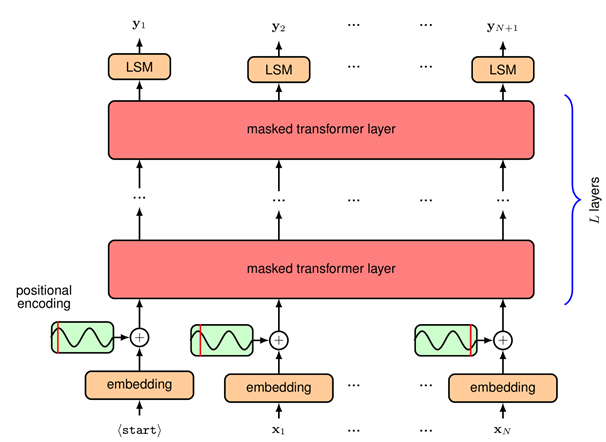 y₁ y₂ ... ... yN+1
LSM LSM ... ... LSM
masked transformer layer
... ... ... ... ...
L layers
masked transformer layer
positional
encoding
+ + +
embedding embedding ... ... embedding
⟨start⟩ x₁ ... ... xN